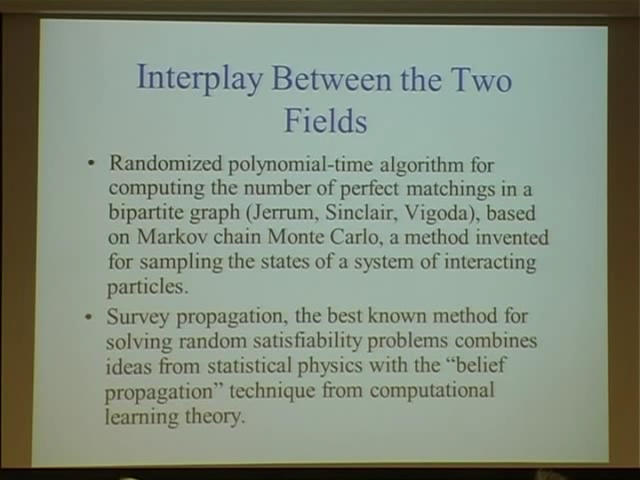 Interplay Between the Two
Fields
• Randomized polynomial-time algorithm for
computing the number of perfect matchings in a
bipartite graph (Jerrum, Sinclair, Vigoda), based
on Markov chain Monte Carlo, a method invented
for sampling the states of a system of interacting
particles.
• Survey propagation, the best known method for
solving random satisfiability problems combines
ideas from statistical physics with the “belief
propagation” technique from computational
learning theory.